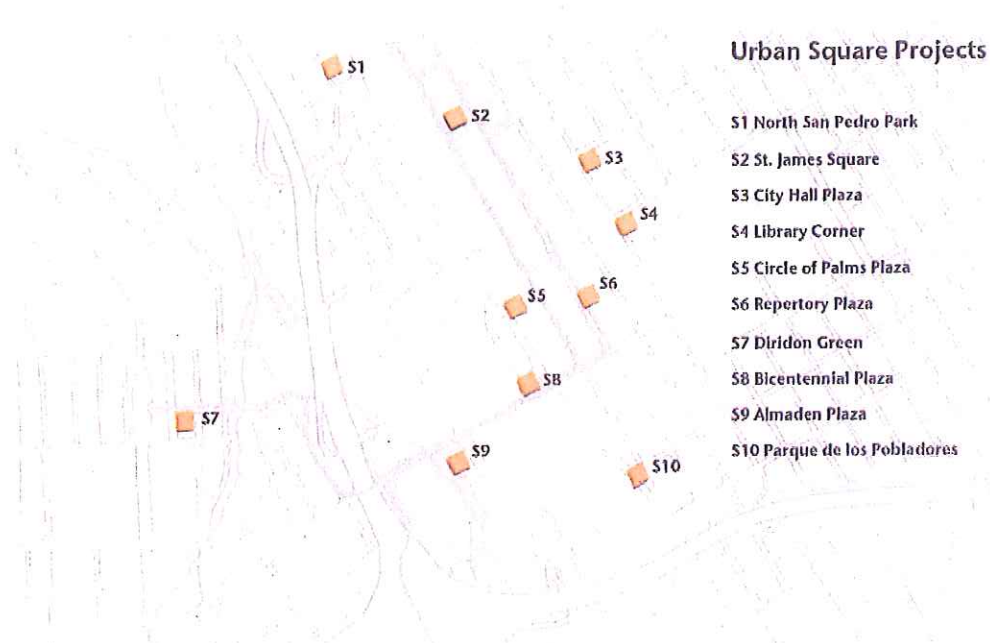 Urban Square Projects
S1 North San Pedro Park
S2 St. James Square
S3 City Hall Plaza
S4 Library Corner
S5 Circle of Palms Plaza
S6 Repertory Plaza
S7 Diridon Green
S8 Bicentennial Plaza
S9 Almaden Plaza
S10 Parque de los Pobladores
S1
S2
S3
S4
S5
S6
S7
S8
S9
S10